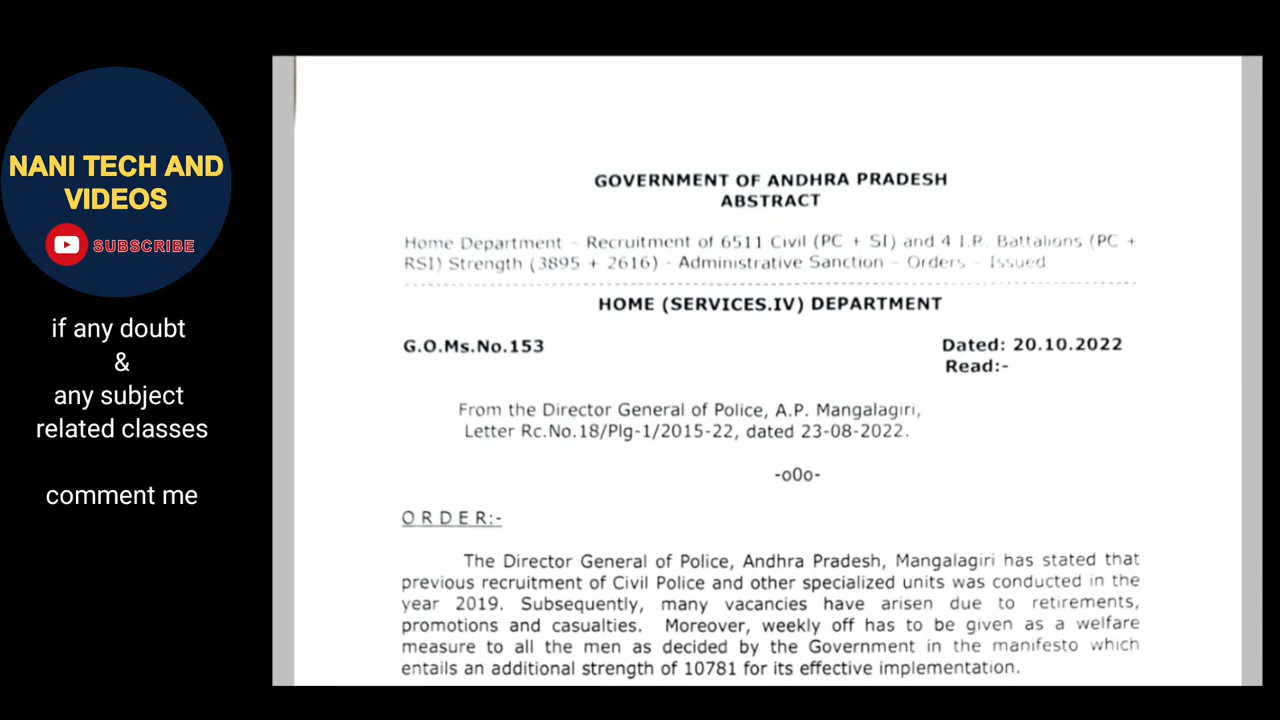 NANI TECH AND
VIDEOS
SUBSCRIBE
if any doubt
&
any subject
related classes
comment me
GOVERNMENT OF ANDHRA PRADESH
ABSTRACT
Home Department – Recruitment of 6511 Civil (PC + SI) and 4 I.R. Battalions (PC +
RSI) Strength (3895 + 2616) - Administrative Sanction – Orders – Issued
HOME (SERVICES.IV) DEPARTMENT
G.O.Ms.No.153
Dated: 20.10.2022
Read:-
From the Director General of Police, A.P. Mangalagiri,
Letter Rc.No.18/Plg-1/2015-22, dated 23-08-2022.
-o0o-
O R D E R:-
The Director General of Police, Andhra Pradesh, Mangalagiri has stated that
previous recruitment of Civil Police and other specialized units was conducted in the
year 2019. Subsequently, many vacancies have arisen due to retirements,
promotions and casualties. Moreover, weekly off has to be given as a welfare
measure to all the men as decided by the Government in the manifesto which
entails an additional strength of 10781 for its effective implementation.